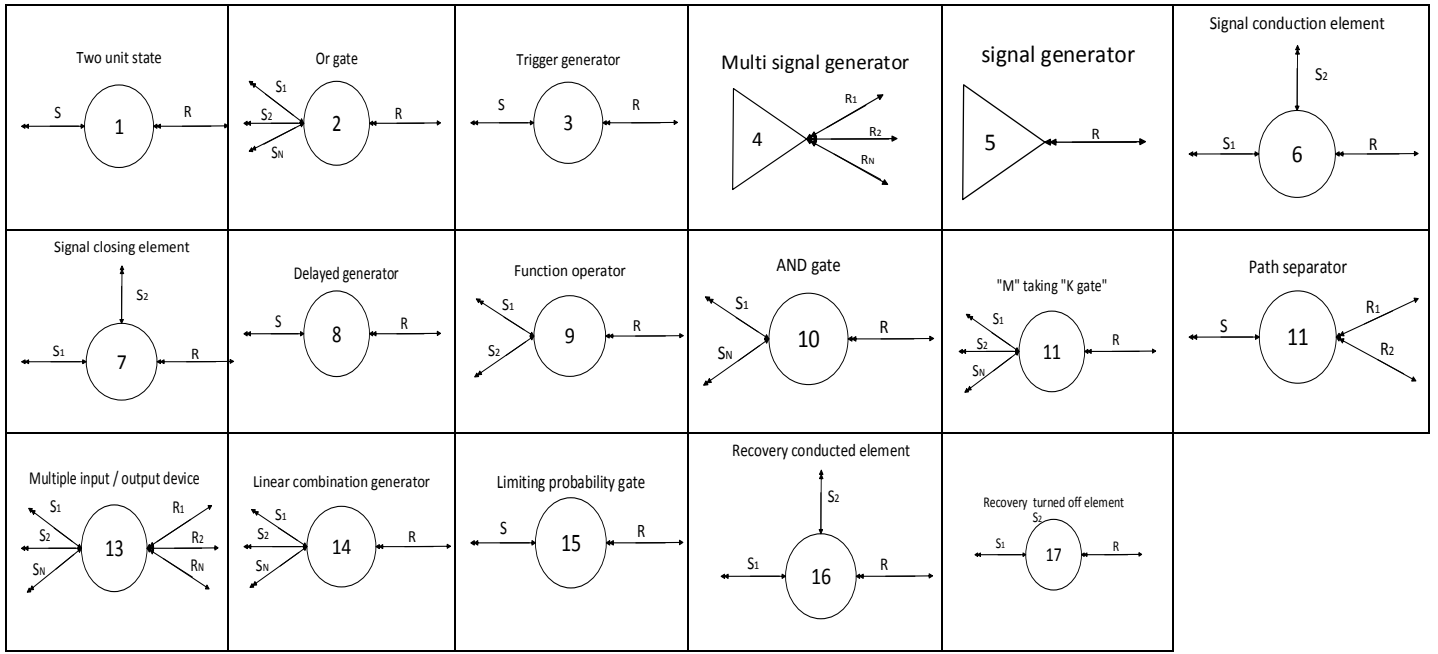 Two unit state
S
1
R
Or gate
S1
S2
SN
2
R
Trigger generator
S
3
R
Multi signal generator
4
R1
R2
RN
signal generator
5
R
Signal conduction element
S2
S1
6
R
Signal closing element
S2
S1
7
R
Delayed generator
S
8
R
Function operator
S1
S2
9
R
AND gate
S1
SN
10
R
"M" taking "K gate"
S1
S2
SN
11
R
Path separator
S
11
R1
R2
Multiple input / output device
S1
S2
SN
13
R1
R2
RN
Linear combination generator
S1
S2
SN
14
R
Limiting probability gate
S
15
R
Recovery conducted element
S2
S1
16
R
Recovery turned off element
S2
S1
17
R